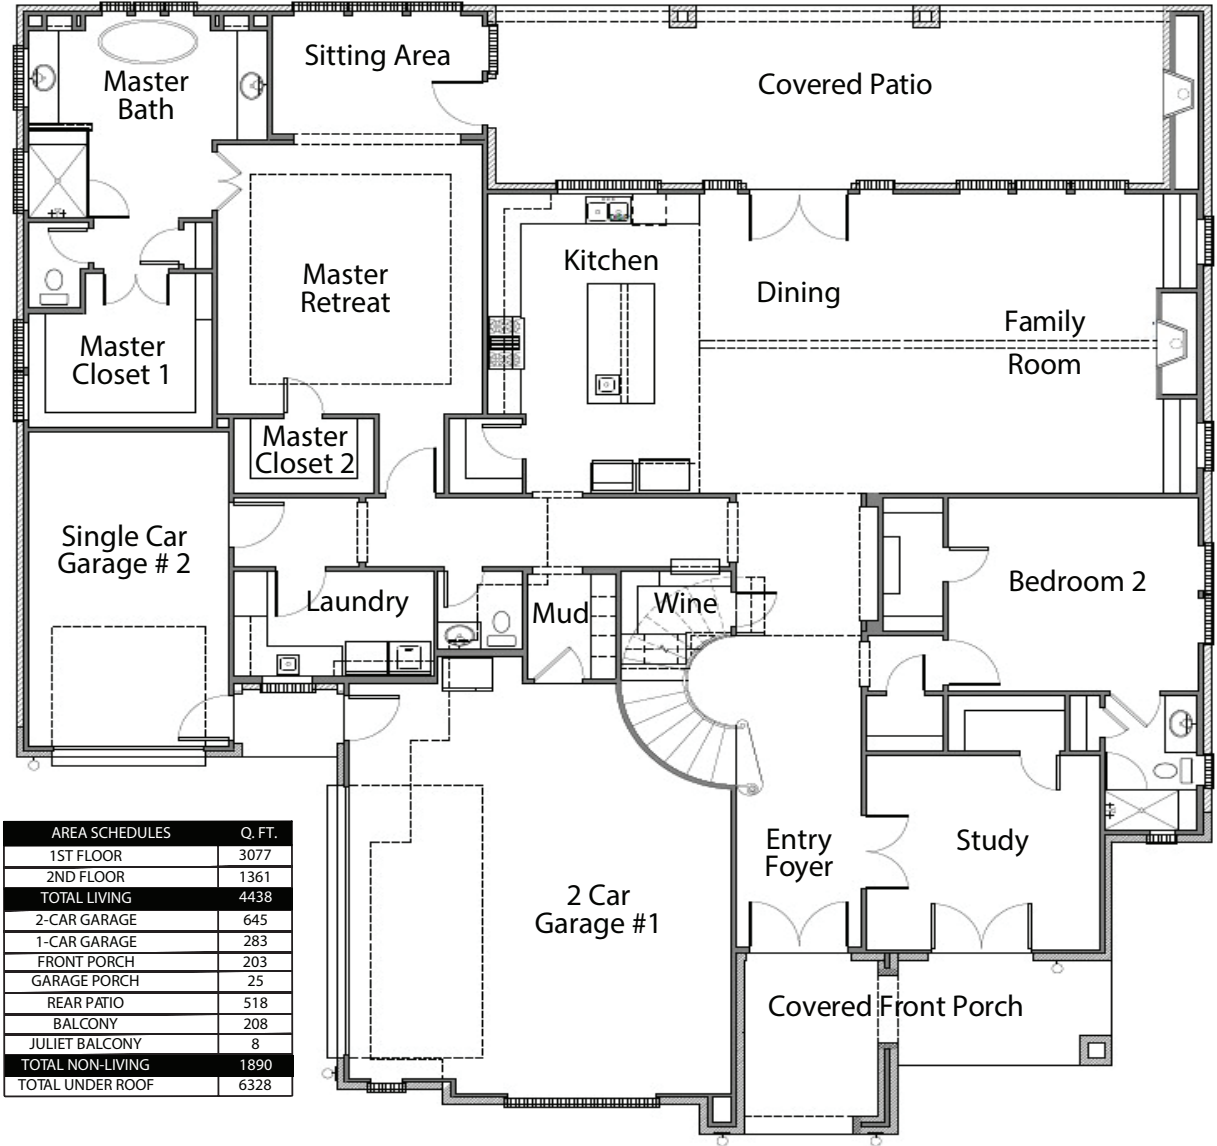 Sitting Area
Master
Bath
Covered Patio
Kitchen
Master
Retreat
Dining
Family
Room
Master
Closet 1
Master
Closet 2
Single Car
Garage # 2
Laundry
Mud
Wine
Bedroom 2
Entry
Foyer
Study
2 Car
Garage #1
Covered Front Porch
AREA SCHEDULES Q. FT.
1ST FLOOR 3077
2ND FLOOR 1361
TOTAL LIVING 4438
2-CAR GARAGE 645
1-CAR GARAGE 283
FRONT PORCH 203
GARAGE PORCH 25
REAR PATIO 518
BALCONY 208
JULIET BALCONY 8
TOTAL NON-LIVING 1890
TOTAL UNDER ROOF 6328